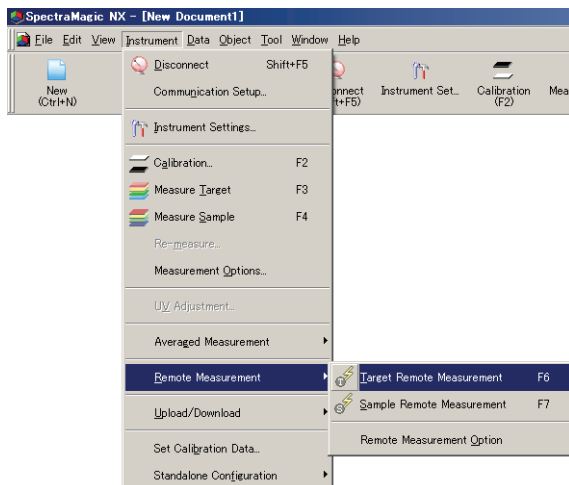 SpectraMagic NX - [New Document1]
File Edit View Instrument Data Object Tool Window Help
New
(Ctrl+N)
Disconnect Shift+F5
Communication Setup...
Instrument Settings...
Calibration... F2
Measure Target F3
Measure Sample F4
Re-measure...
Measurement Options...
UV Adjustment...
Averaged Measurement
Remote Measurement
Upload/Download
Set Calibration Data...
Standalone Configuration
nnect
t+F5)
Instrument Set...
Calibration
(F2)
Mea
Target Remote Measurement F6
Sample Remote Measurement F7
Remote Measurement Option